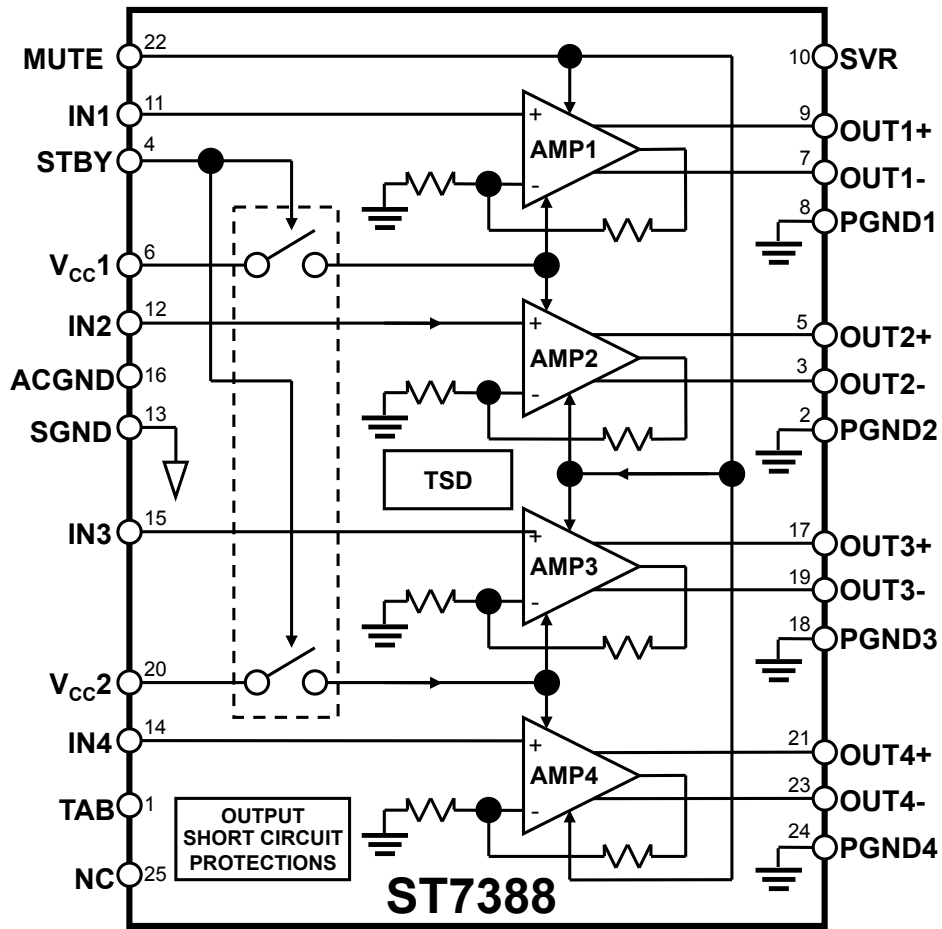 MUTE
22
10
SVR
IN1
11
+
AMP1
-
9
OUT1+
STBY
4
7
OUT1-
8
PGND1
VCC1
6
IN2
12
+
AMP2
-
5
OUT2+
ACGND
16
3
OUT2-
SGND
13
2
PGND2
TSD
IN3
15
+
AMP3
-
17
OUT3+
19
OUT3-
18
PGND3
VCC2
20
IN4
14
+
AMP4
-
21
OUT4+
TAB
1
23
OUT4-
OUTPUT
SHORT CIRCUIT
PROTECTIONS
24
PGND4
NC
25
ST7388